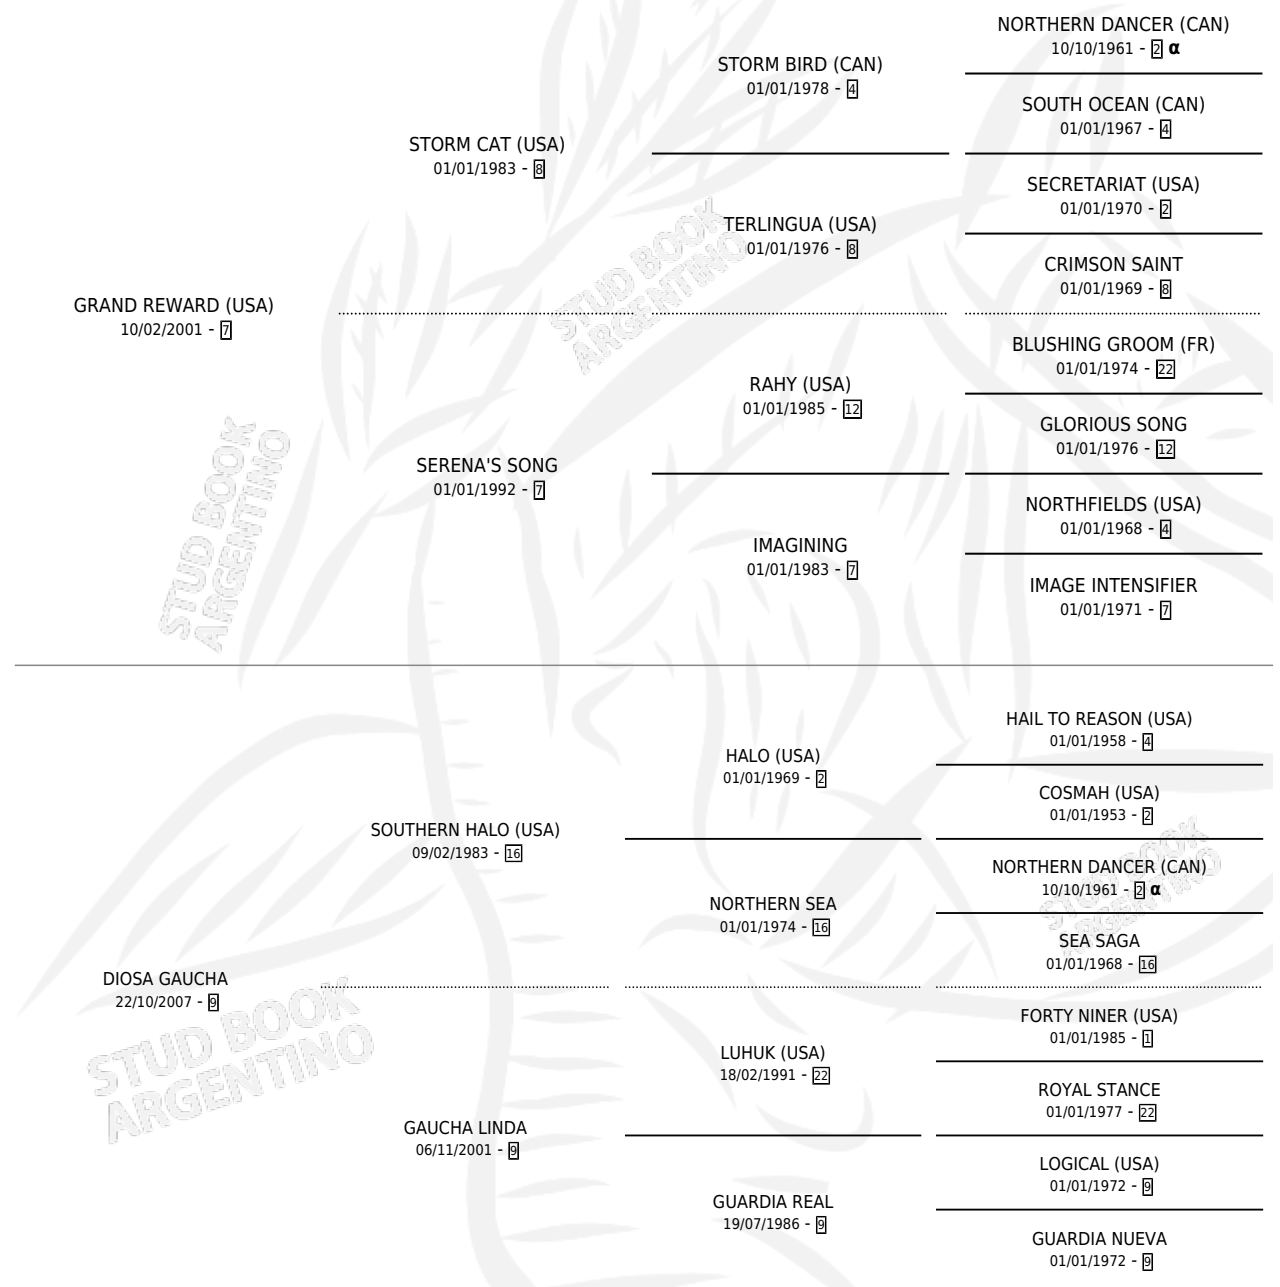 NORTHERN DANCER (CAN)
10/10/1961 - 2 α
STORM BIRD (CAN)
01/01/1978 - 4
SOUTH OCEAN (CAN)
01/01/1967 - 4
STORM CAT (USA)
01/01/1983 - 8
SECRETARIAT (USA)
01/01/1970 - 2
TERLINGUA (USA)
01/01/1976 - 8
CRIMSON SAINT
01/01/1969 - 8
GRAND REWARD (USA)
10/02/2001 - 7
BLUSHING GROOM (FR)
01/01/1974 - 22
RAHY (USA)
01/01/1985 - 12
GLORIOUS SONG
01/01/1976 - 12
SERENA'S SONG
01/01/1992 - 7
NORTHFIELDS (USA)
01/01/1968 - 4
IMAGINING
01/01/1983 - 7
IMAGE INTENSIFIER
01/01/1971 - 7
STUD BOOK
ARGENTINO
STUD BOOK
ARGENTINO
HAIL TO REASON (USA)
01/01/1958 - 4
HALO (USA)
01/01/1969 - 2
COSMAH (USA)
01/01/1953 - 2
SOUTHERN HALO (USA)
09/02/1983 - 16
NORTHERN DANCER (CAN)
10/10/1961 - 2 α
NORTHERN SEA
01/01/1974 - 16
SEA SAGA
01/01/1968 - 16
DIOSA GAUCHA
22/10/2007 - 9
FORTY NINER (USA)
01/01/1985 - 1
LUHUK (USA)
18/02/1991 - 22
ROYAL STANCE
01/01/1977 - 22
GAUCHA LINDA
06/11/2001 - 9
LOGICAL (USA)
01/01/1972 - 9
GUARDIA REAL
19/07/1986 - 9
GUARDIA NUEVA
01/01/1972 - 9
STUD BOOK
ARGENTINO
STUD BOOK
ARGENTINO